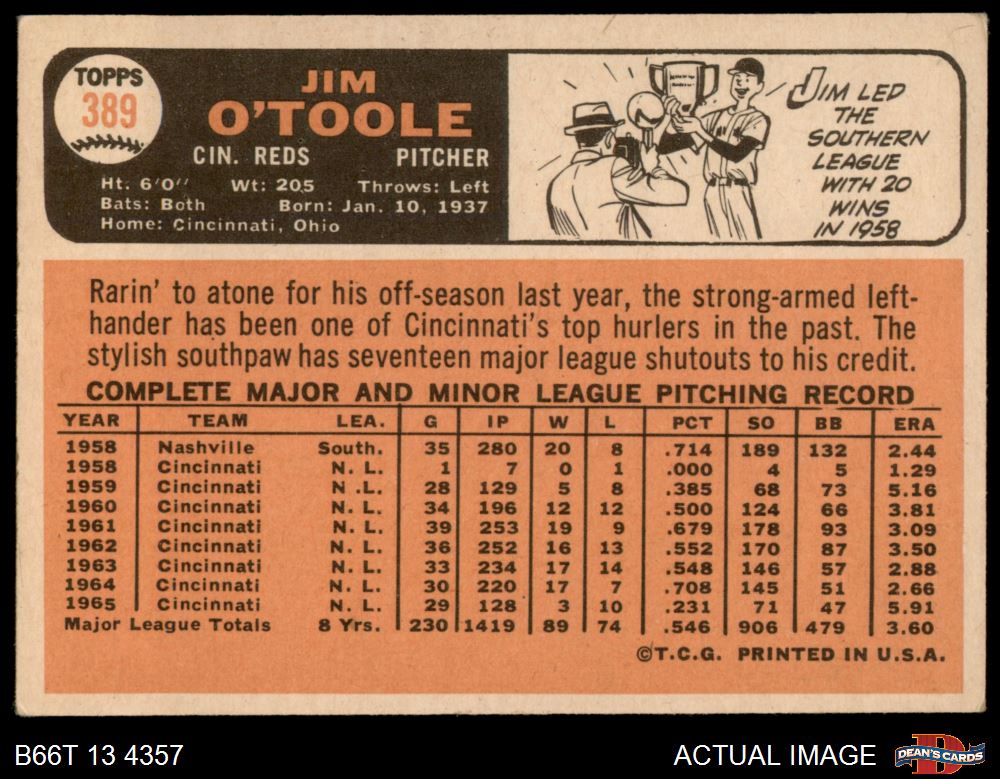 TOPPS
389
JIM
O'TOOLE
CIN. REDS PITCHER
Ht. 6'0" Wt: 205 Throws: Left
Bats: Both Born: Jan. 10, 1937
Home: Cincinnati, Ohio
JIM LED
THE
SOUTHERN
LEAGUE
WITH 20
WINS
IN 1958
Rarin' to atone for his off-season last year, the strong-armed left-
hander has been one of Cincinnati's top hurlers in the past. The
stylish southpaw has seventeen major league shutouts to his credit.
COMPLETE MAJOR AND MINOR LEAGUE PITCHING RECORD
YEAR TEAM LEA. G IP W L PCT SO BB ERA
1958 Nashville South. 35 280 20 8 .714 189 132 2.44
1958 Cincinnati N. L. 1 7 0 1 .000 4 5 1.29
1959 Cincinnati N .L. 28 129 5 8 .385 68 73 5.16
1960 Cincinnati N. L. 34 196 12 12 .500 124 66 3.81
1961 Cincinnati N. L. 39 253 19 9 .679 178 93 3.09
1962 Cincinnati N. L. 36 252 16 13 .552 170 87 3.50
1963 Cincinnati N. L. 33 234 17 14 .548 146 57 2.88
1964 Cincinnati N. L. 30 220 17 7 .708 145 51 2.66
1965 Cincinnati N. L. 29 128 3 10 .231 71 47 5.91
Major League Totals 8 Yrs. 230 1419 89 74 .546 906 479 3.60
©T.C.G. PRINTED IN U.S.A.
B66T 13 4357 ACTUAL IMAGE DEAN'S CARDS